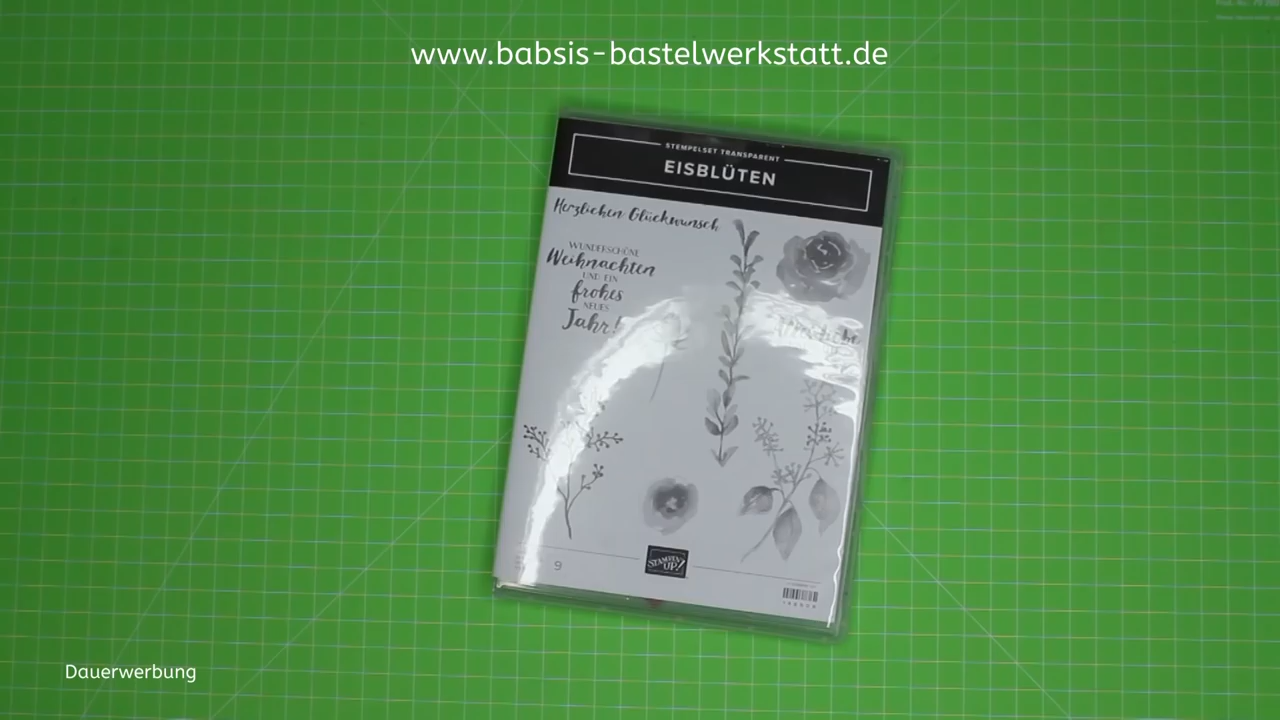 www.babsis-bastelwerkstatt.de
STEMPELSET TRANSPARENT
EISBLÜTEN
Herzlichen Glückwunsch
WUNDERSCHÖNE
Weihnachten
UND EIN
frohes
NEUES
Jahr!
9
STAMPIN' UP!
Dauerwerbung